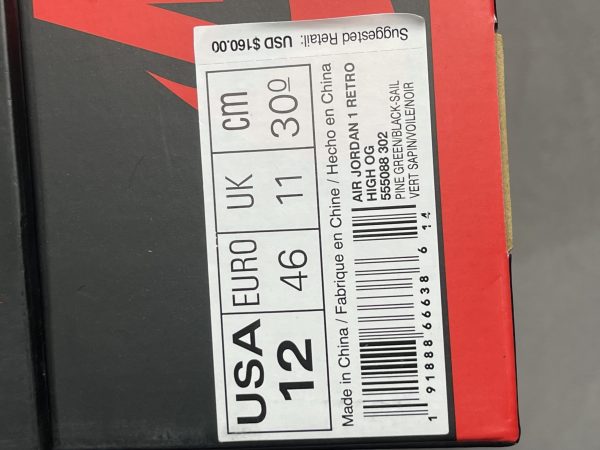 Suggested Retail: USD $160.00
USA EURO UK cm
12 46 11 30⁰
Made in China / Fabrique en Chine / Hecho en China
AIR JORDAN 1 RETRO
HIGH OG
555088 302
PINE GREEN/BLACK-SAIL
VERT SAPIN/VOILE/NOIR
1 91888 66638 6 14